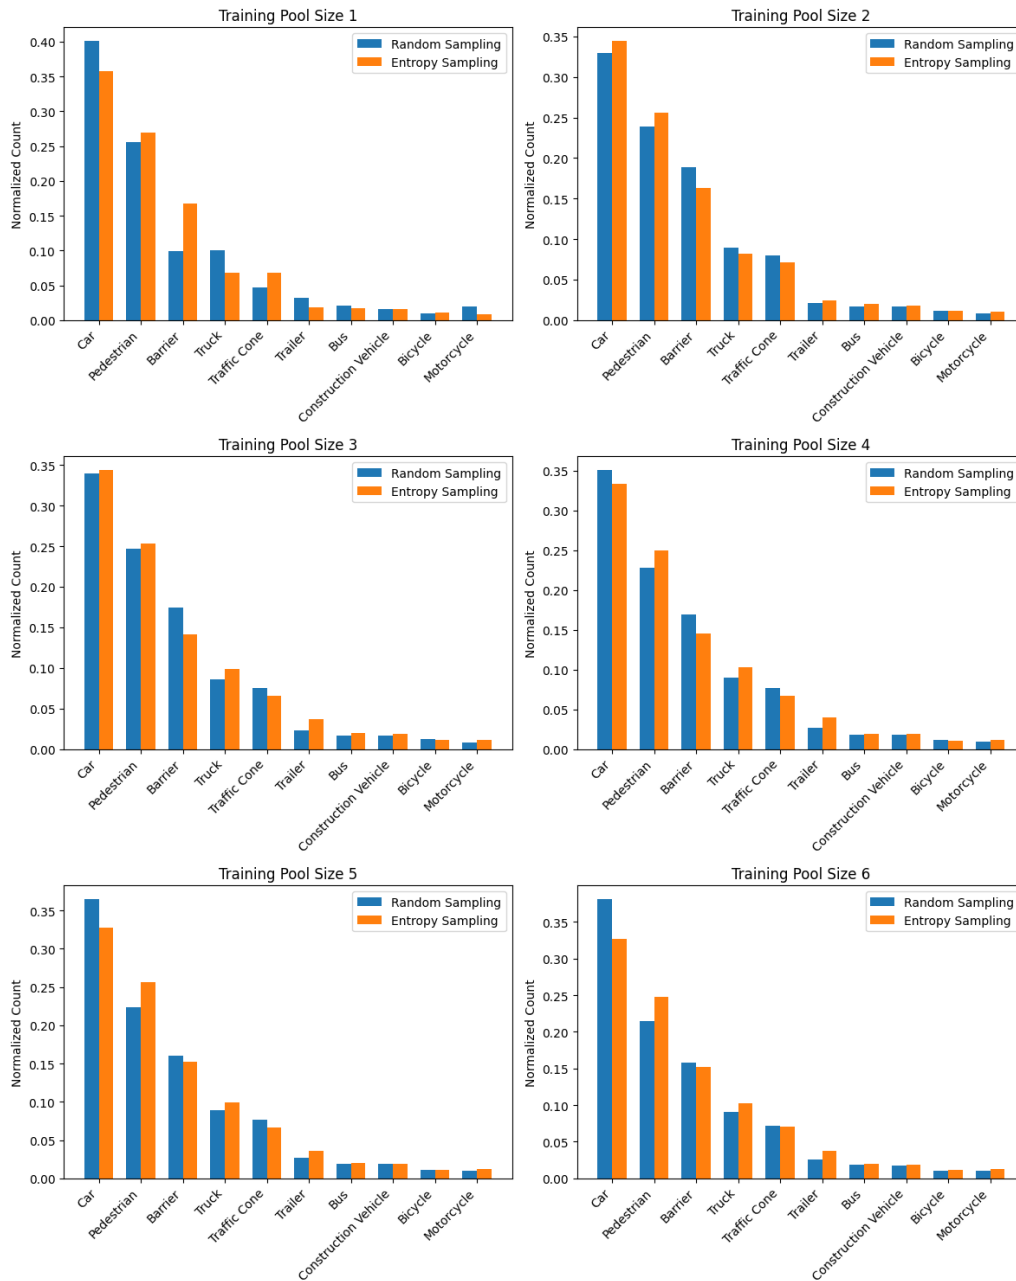 Training Pool Size 1
Normalized Count
0.40
0.35
0.30
0.25
0.20
0.15
0.10
0.05
0.00
Random Sampling
Entropy Sampling
Car
Pedestrian
Barrier
Truck
Traffic Cone
Trailer
Bus
Construction Vehicle
Bicycle
Motorcycle
Training Pool Size 2
Normalized Count
0.35
0.30
0.25
0.20
0.15
0.10
0.05
0.00
Random Sampling
Entropy Sampling
Car
Pedestrian
Barrier
Truck
Traffic Cone
Trailer
Bus
Construction Vehicle
Bicycle
Motorcycle
Training Pool Size 3
Normalized Count
0.35
0.30
0.25
0.20
0.15
0.10
0.05
0.00
Random Sampling
Entropy Sampling
Car
Pedestrian
Barrier
Truck
Traffic Cone
Trailer
Bus
Construction Vehicle
Bicycle
Motorcycle
Training Pool Size 4
Normalized Count
0.35
0.30
0.25
0.20
0.15
0.10
0.05
0.00
Random Sampling
Entropy Sampling
Car
Pedestrian
Barrier
Truck
Traffic Cone
Trailer
Bus
Construction Vehicle
Bicycle
Motorcycle
Training Pool Size 5
Normalized Count
0.35
0.30
0.25
0.20
0.15
0.10
0.05
0.00
Random Sampling
Entropy Sampling
Car
Pedestrian
Barrier
Truck
Traffic Cone
Trailer
Bus
Construction Vehicle
Bicycle
Motorcycle
Training Pool Size 6
Normalized Count
0.35
0.30
0.25
0.20
0.15
0.10
0.05
0.00
Random Sampling
Entropy Sampling
Car
Pedestrian
Barrier
Truck
Traffic Cone
Trailer
Bus
Construction Vehicle
Bicycle
Motorcycle